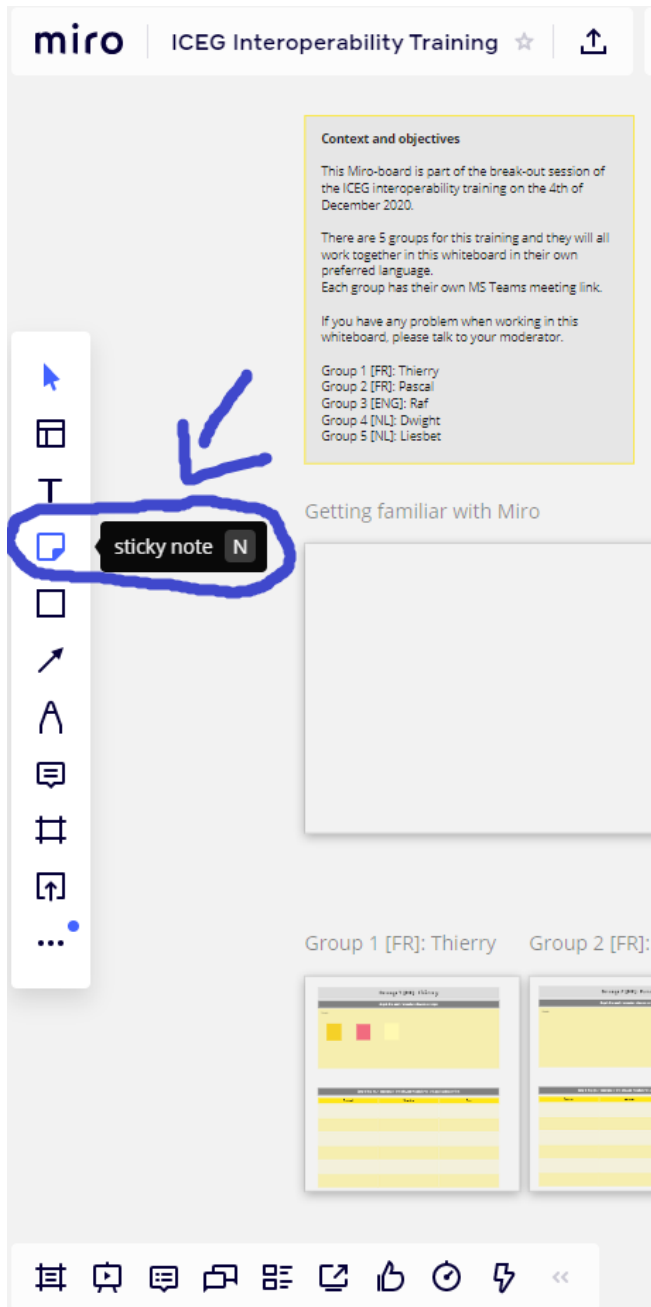 miro
ICEG Interoperability Training
Context and objectives
This Miro-board is part of the break-out session of
the ICEG interoperability training on the 4th of
December 2020.
There are 5 groups for this training and they will all
work together in this whiteboard in their own
preferred language.
Each group has their own MS Teams meeting link.
If you have any problem when working in this
whiteboard, please talk to your moderator.
Group 1 [FR]: Thierry
Group 2 [FR]: Pascal
Group 3 [ENG]: Raf
Group 4 [NL]: Dwight
Group 5 [NL]: Liesbet
Getting familiar with Miro
sticky note N
Group 1 [FR]: Thierry
Group 2 [FR]:
Group 1 [FR]: Thierry